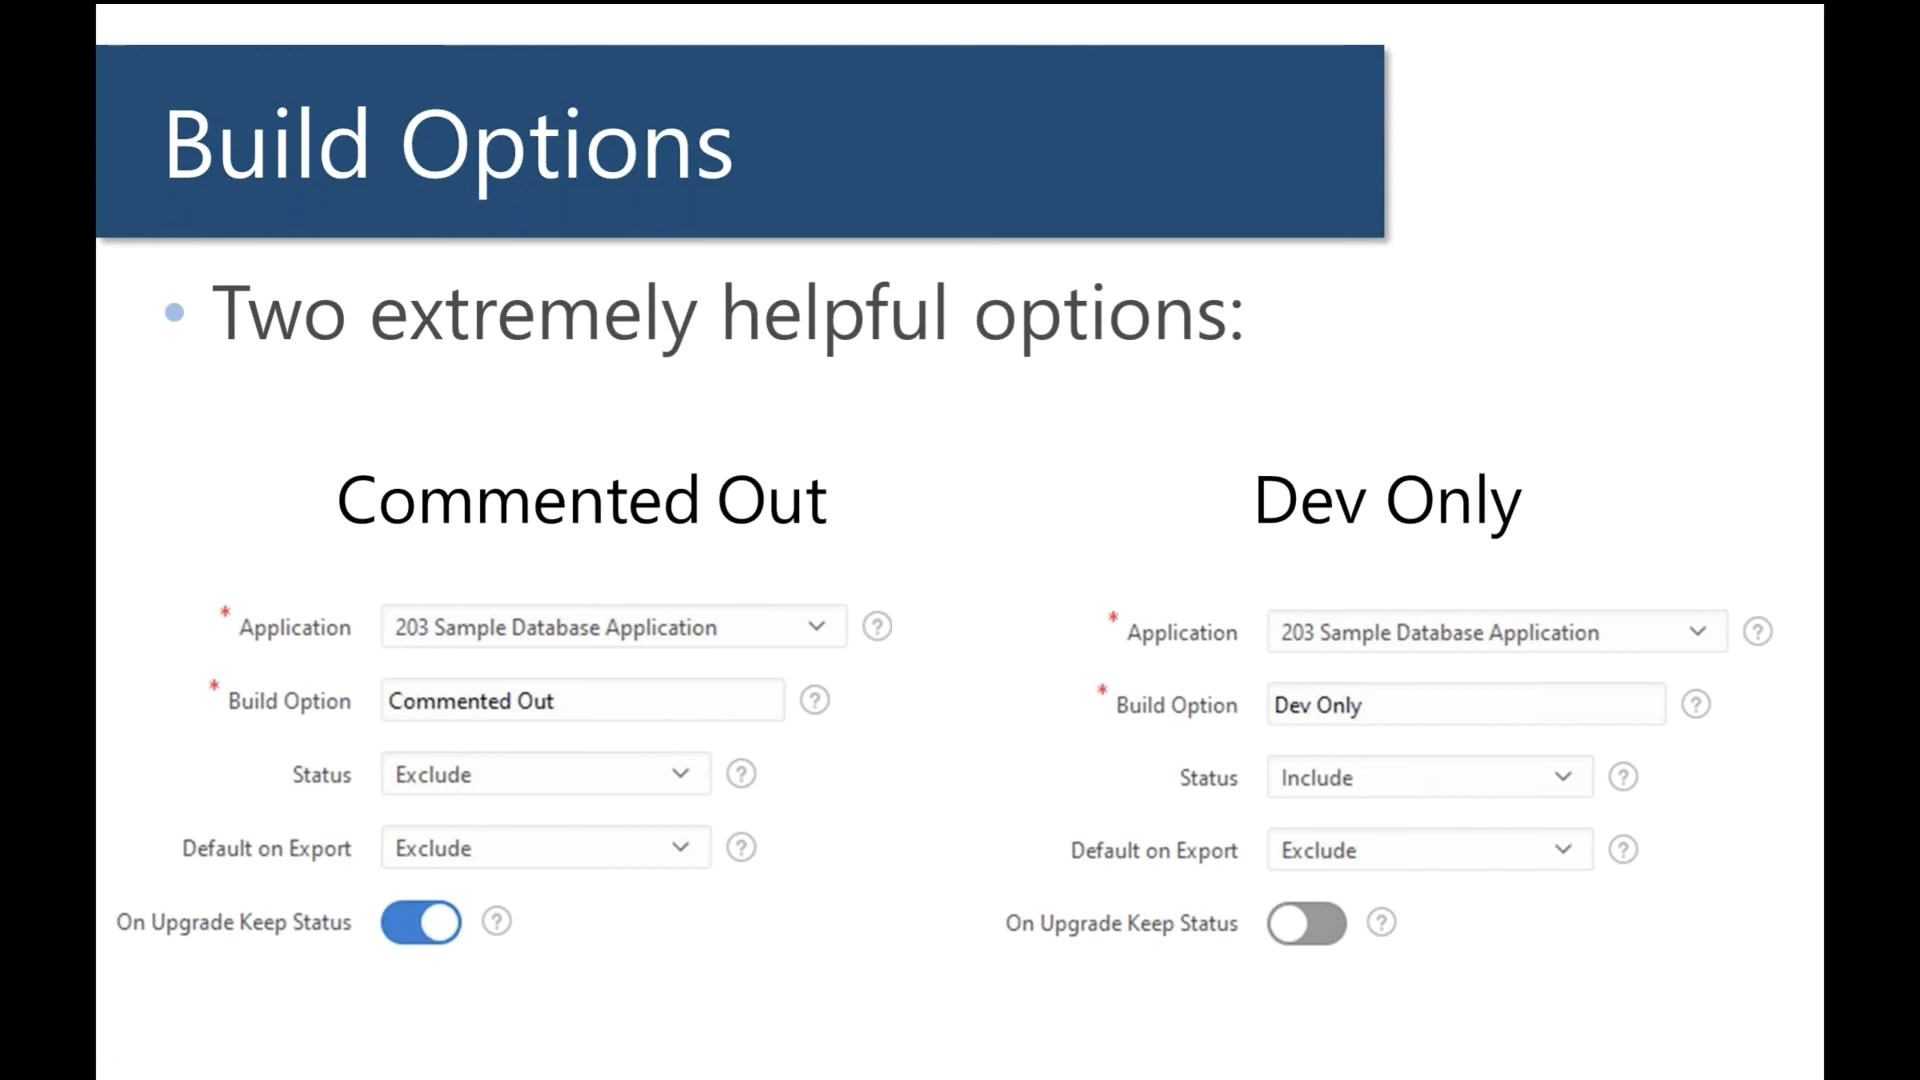 Build Options
• Two extremely helpful options:
Commented Out
* Application 203 Sample Database Application ?
* Build Option Commented Out ?
Status Exclude ?
Default on Export Exclude ?
On Upgrade Keep Status ?
Dev Only
* Application 203 Sample Database Application ?
* Build Option Dev Only ?
Status Include ?
Default on Export Exclude ?
On Upgrade Keep Status ?